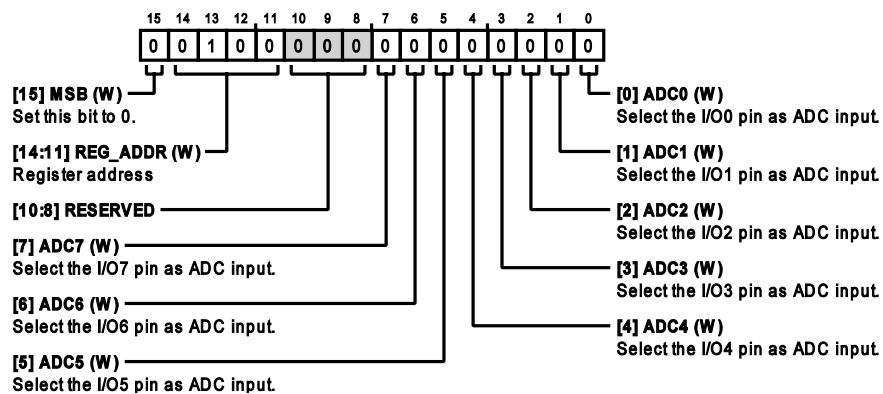 15 14 13 12 11 10 9 8 7 6 5 4 3 2 1 0
0 0 1 0 0 0 0 0 0 0 0 0 0 0 0 0
[15] MSB (W)
Set this bit to 0.
[14:11] REG_ADDR (W)
Register address
[10:8] RESERVED
[7] ADC7 (W)
Select the I/O7 pin as ADC input.
[6] ADC6 (W)
Select the I/O6 pin as ADC input.
[5] ADC5 (W)
Select the I/O5 pin as ADC input.
[0] ADC0 (W)
Select the I/O0 pin as ADC input.
[1] ADC1 (W)
Select the I/O1 pin as ADC input.
[2] ADC2 (W)
Select the I/O2 pin as ADC input.
[3] ADC3 (W)
Select the I/O3 pin as ADC input.
[4] ADC4 (W)
Select the I/O4 pin as ADC input.